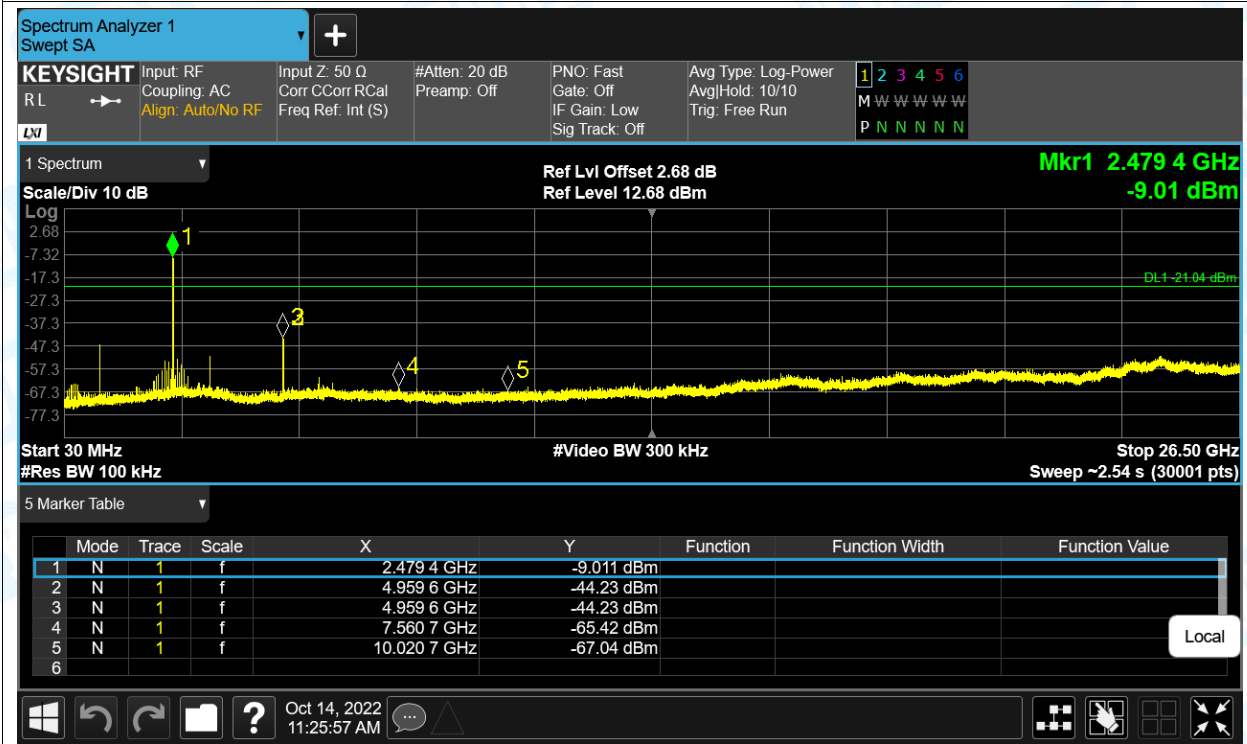 Spectrum Analyzer 1
Swept SA
KEYSIGHT
R L
LXI
Input: RF
Coupling: AC
Align: Auto/No RF
Input Z: 50 Ω
Corr CCorr RCal
Freq Ref: Int (S)
#Atten: 20 dB
Preamp: Off
PNO: Fast
Gate: Off
IF Gain: Low
Sig Track: Off
Avg Type: Log-Power
Avg|Hold: 10/10
Trig: Free Run
1 2 3 4 5 6
M W W W W W
P N N N N N
1 Spectrum
Scale/Div 10 dB
Ref Lvl Offset 2.68 dB
Ref Level 12.68 dBm
Mkr1 2.479 4 GHz
-9.01 dBm
Log
2.68
-7.32
-17.3
-27.3
-37.3
-47.3
-57.3
-67.3
-77.3
1
3
4
5
DL1 -21.04 dBm
Start 30 MHz
#Video BW 300 kHz
Stop 26.50 GHz
#Res BW 100 kHz
Sweep ~2.54 s (30001 pts)
5 Marker Table
Mode Trace Scale X Y Function Function Width Function Value
1 N 1 f 2.479 4 GHz -9.011 dBm
2 N 1 f 4.959 6 GHz -44.23 dBm
3 N 1 f 4.959 6 GHz -44.23 dBm
4 N 1 f 7.560 7 GHz -65.42 dBm
5 N 1 f 10.020 7 GHz -67.04 dBm
6
Local
?
Oct 14, 2022
11:25:57 AM